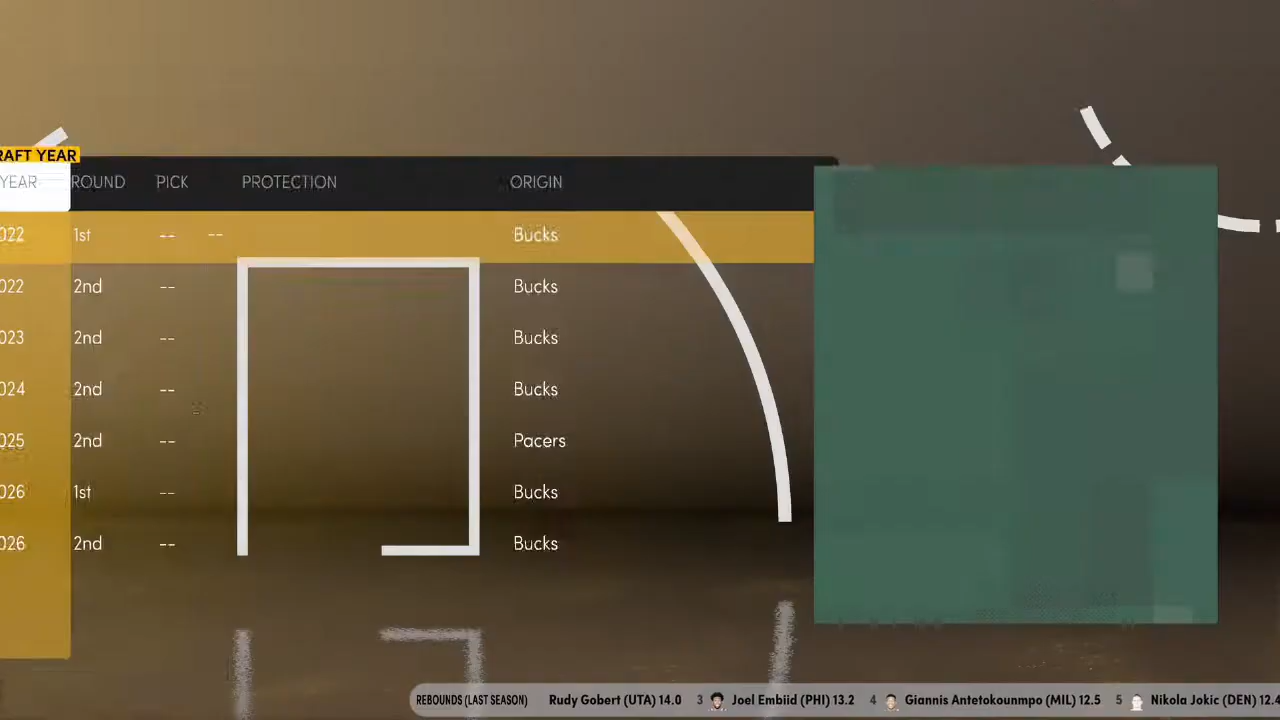 RAFT YEAR
YEAR ROUND PICK PROTECTION ORIGIN
022 1st -- -- Bucks
022 2nd -- Bucks
023 2nd -- Bucks
024 2nd -- Bucks
025 2nd -- Pacers
026 1st -- Bucks
026 2nd -- Bucks
REBOUNDS (LAST SEASON) Rudy Gobert (UTA) 14.0 3 Joel Embiid (PHI) 13.2 4 Giannis Antetokounmpo (MIL) 12.5 5 Nikola Jokic (DEN) 12.4